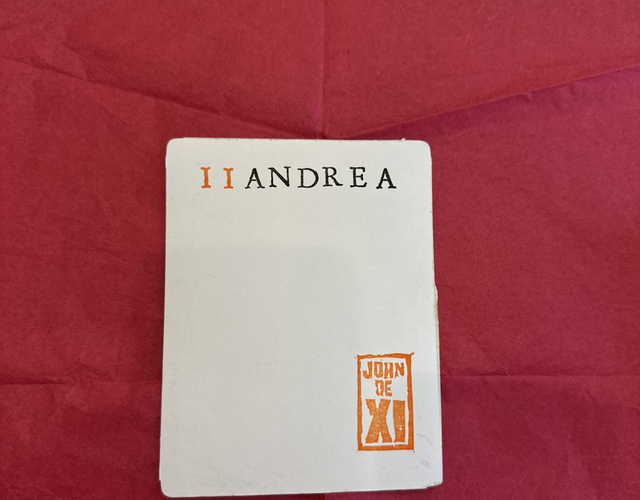 II ANDREA
JOHN
DE
XI